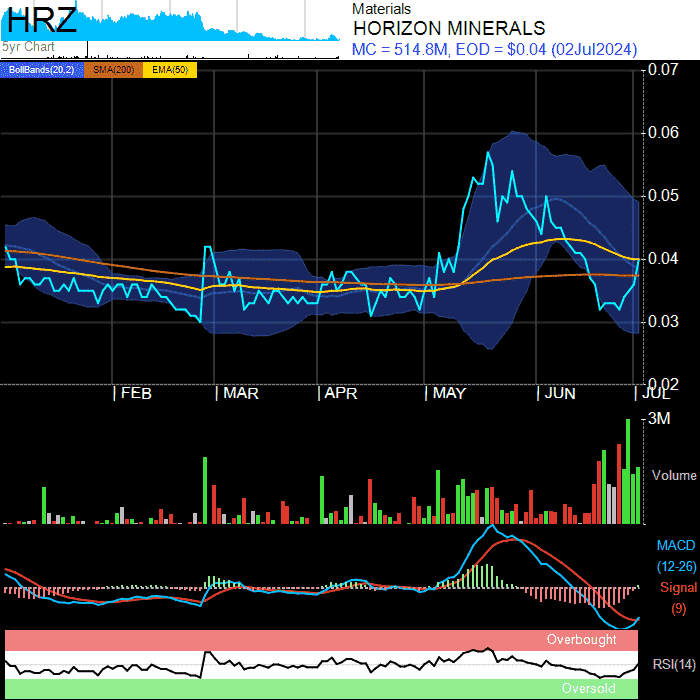 HRZ
5yr Chart
Materials
HORIZON MINERALS
MC = 514.8M, EOD = $0.04 (02Jul2024)
BollBands(20,2) SMA(200) EMA(50)
0.07
0.06
0.05
0.04
0.03
0.02
FEB MAR APR MAY JUN JUL
3M
Volume
MACD
(12-26)
Signal
(9)
Overbought
RSI(14)
Oversold